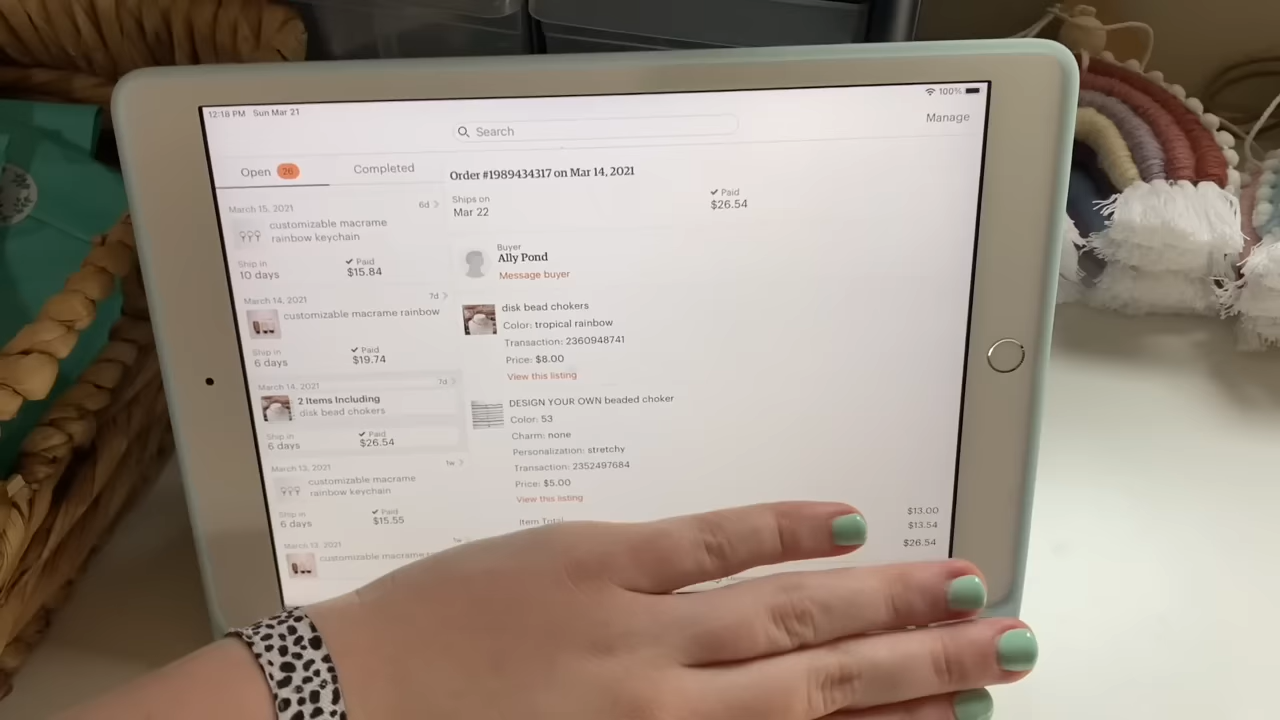 12:18 PM Sun Mar 21
100%
Search
Manage
Open 26
Completed
March 15, 2021
6d
customizable macrame
rainbow keychain
Ship in
10 days
Paid
$15.84
March 14, 2021
7d
customizable macrame rainbow
Ship in
6 days
Paid
$19.74
March 14, 2021
7d
2 Items Including
disk bead chokers
Ship in
6 days
Paid
$26.54
March 13, 2021
1w
customizable macrame
rainbow keychain
Ship in
6 days
Paid
$15.55
March 13, 2021
1w
customizable macrame
Order #1989434317 on Mar 14, 2021
Ships on
Mar 22
Paid
$26.54
Buyer
Ally Pond
Message buyer
disk bead chokers
Color: tropical rainbow
Transaction: 2360948741
Price: $8.00
View this listing
DESIGN YOUR OWN beaded choker
Color: 53
Charm: none
Personalization: stretchy
Transaction: 2352497684
Price: $5.00
View this listing
Item Total
$13.00
$13.54
$26.54